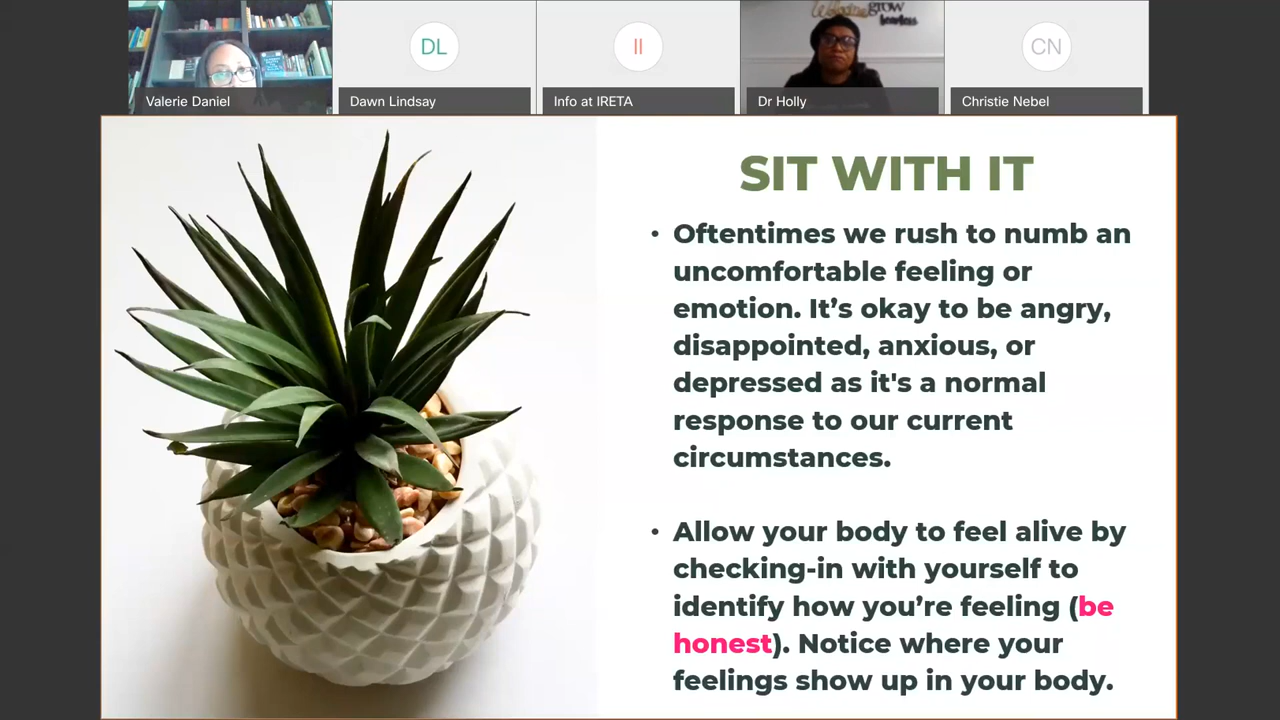 Welcome
grow
fearless
DL
II
CN
Valerie Daniel
Dawn Lindsay
Info at IRETA
Dr Holly
Christie Nebel
SIT WITH IT
• Oftentimes we rush to numb an
uncomfortable feeling or
emotion. It’s okay to be angry,
disappointed, anxious, or
depressed as it's a normal
response to our current
circumstances.
• Allow your body to feel alive by
checking-in with yourself to
identify how you’re feeling (be
honest). Notice where your
feelings show up in your body.